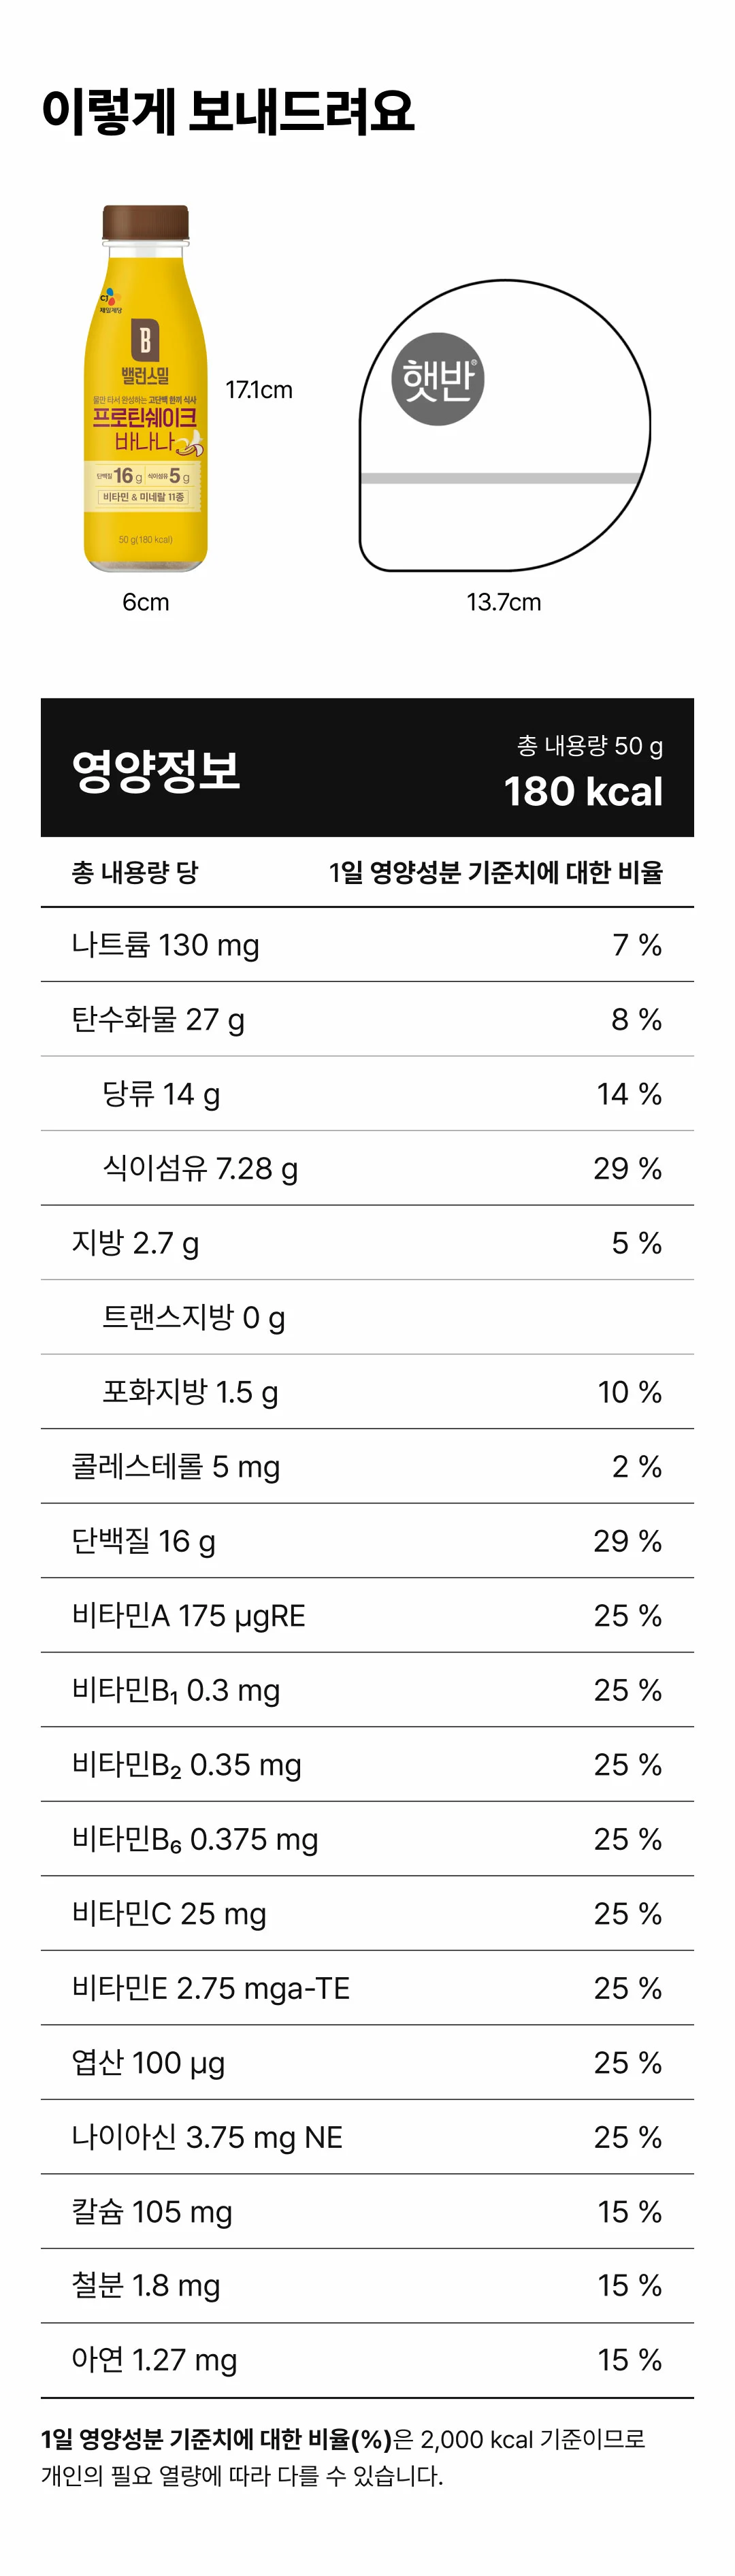 이렇게 보내드려요
CJ
제일제당
B
밸런스밀
물만 타서 완성하는 고단백 한끼 식사
프로틴쉐이크
바나나
단백질 16 g 식이섬유 5 g
비타민 & 미네랄 11종
50 g(180 kcal)
17.1cm
6cm
햇반®
13.7cm
영양정보
총 내용량 50 g
180 kcal
총 내용량 당 1일 영양성분 기준치에 대한 비율
나트륨 130 mg 7 %
탄수화물 27 g 8 %
당류 14 g 14 %
식이섬유 7.28 g 29 %
지방 2.7 g 5 %
트랜스지방 0 g
포화지방 1.5 g 10 %
콜레스테롤 5 mg 2 %
단백질 16 g 29 %
비타민A 175 µgRE 25 %
비타민B₁ 0.3 mg 25 %
비타민B₂ 0.35 mg 25 %
비타민B₆ 0.375 mg 25 %
비타민C 25 mg 25 %
비타민E 2.75 mga-TE 25 %
엽산 100 µg 25 %
나이아신 3.75 mg NE 25 %
칼슘 105 mg 15 %
철분 1.8 mg 15 %
아연 1.27 mg 15 %
1일 영양성분 기준치에 대한 비율(%)은 2,000 kcal 기준이므로
개인의 필요 열량에 따라 다를 수 있습니다.